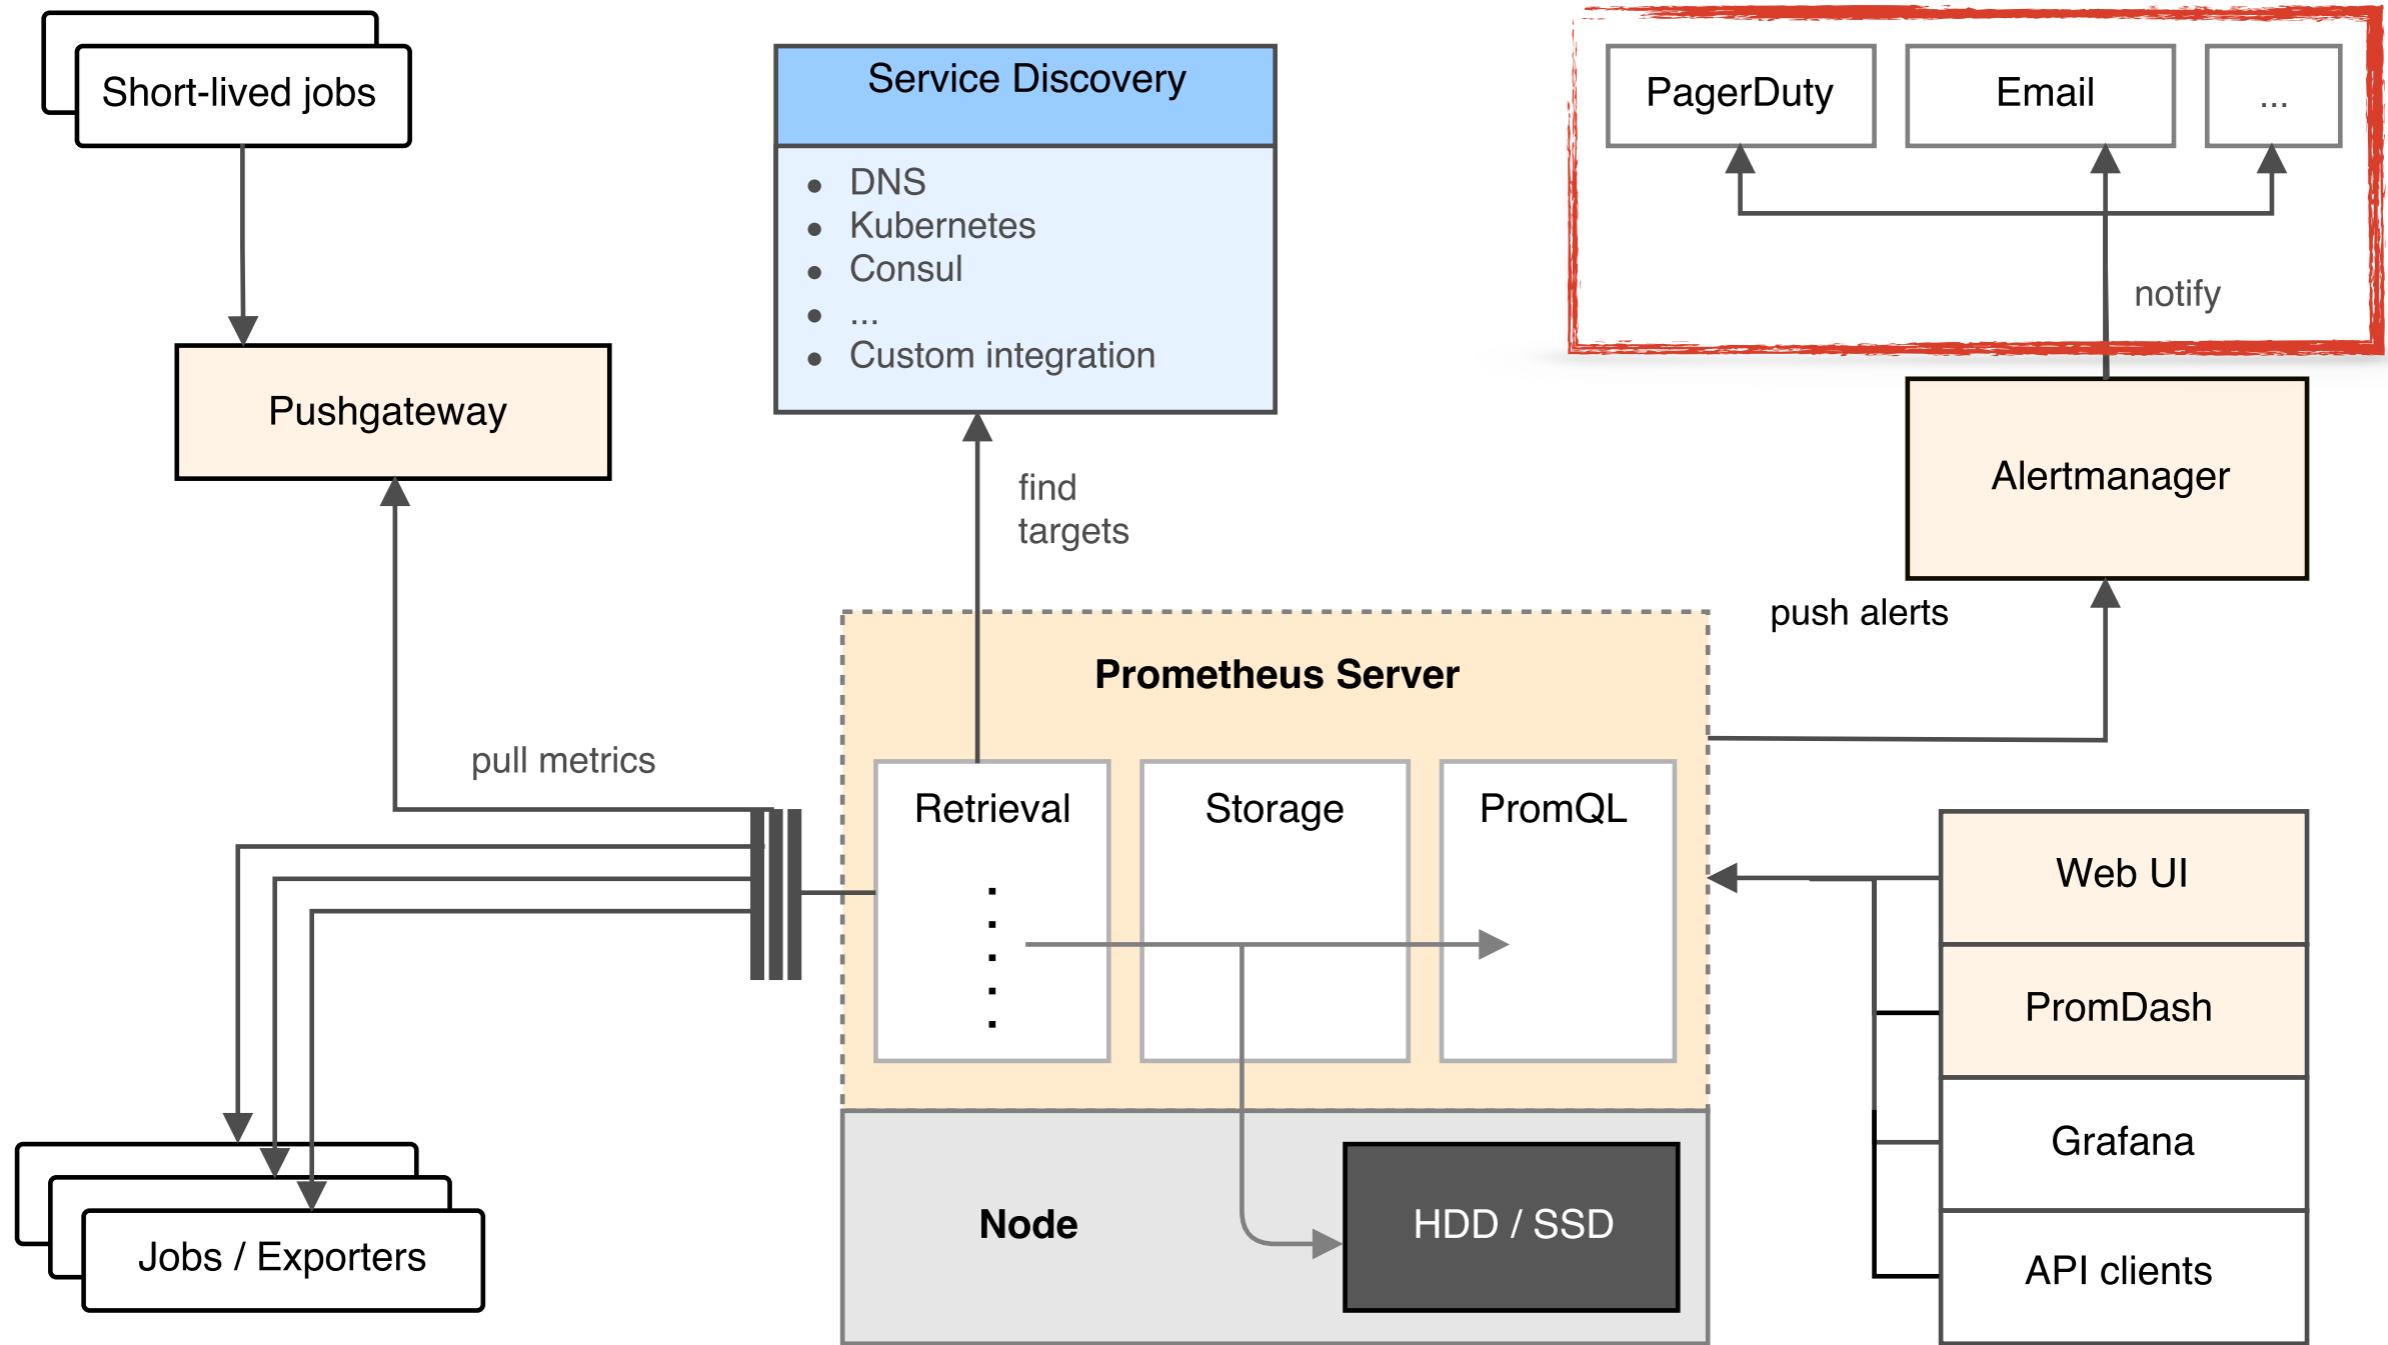 Short-lived jobs
Service Discovery
• DNS
• Kubernetes
• Consul
• ...
• Custom integration
PagerDuty
Email
...
notify
Pushgateway
Alertmanager
find
targets
push alerts
Prometheus Server
pull metrics
Retrieval
Storage
PromQL
Web UI
PromDash
Grafana
API clients
Node
HDD / SSD
Jobs / Exporters